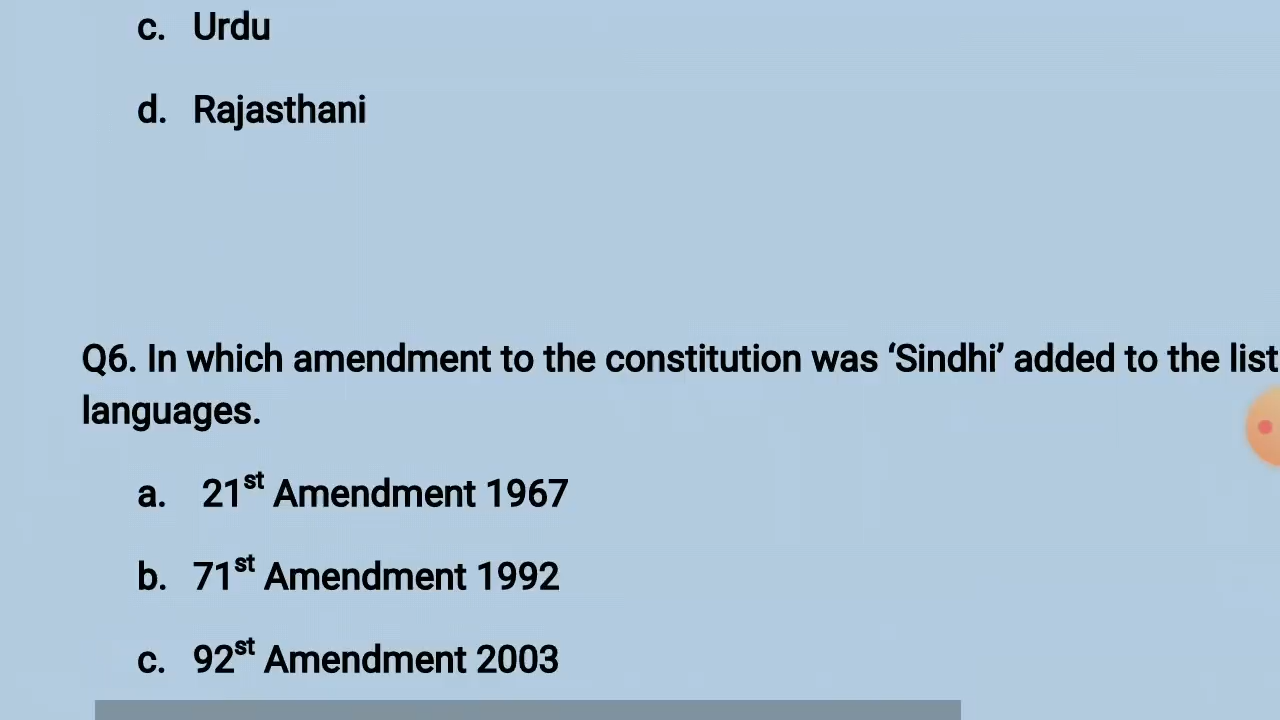 c. Urdu
d. Rajasthani
Q6. In which amendment to the constitution was ‘Sindhi’ added to the list
languages.
a. 21st Amendment 1967
b. 71st Amendment 1992
c. 92st Amendment 2003